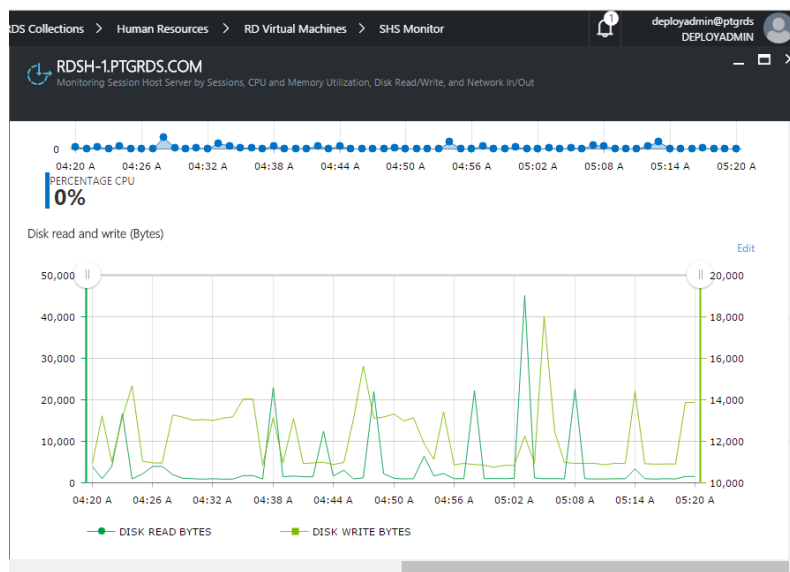 RDS Collections > Human Resources > RD Virtual Machines > SHS Monitor
1
deployadmin@ptgrds
DEPLOYADMIN
RDSH-1.PTGRDS.COM
Monitoring Session Host Server by Sessions, CPU and Memory Utilization, Disk Read/Write, and Network In/Out
0
04:20 A 04:26 A 04:32 A 04:38 A 04:44 A 04:50 A 04:56 A 05:02 A 05:08 A 05:14 A 05:20 A
PERCENTAGE CPU
0%
Disk read and write (Bytes)
Edit
50,000 20,000
40,000 18,000
30,000 16,000
20,000 14,000
10,000 12,000
0 10,000
04:20 A 04:26 A 04:32 A 04:38 A 04:44 A 04:50 A 04:56 A 05:02 A 05:08 A 05:14 A 05:20 A
DISK READ BYTES DISK WRITE BYTES